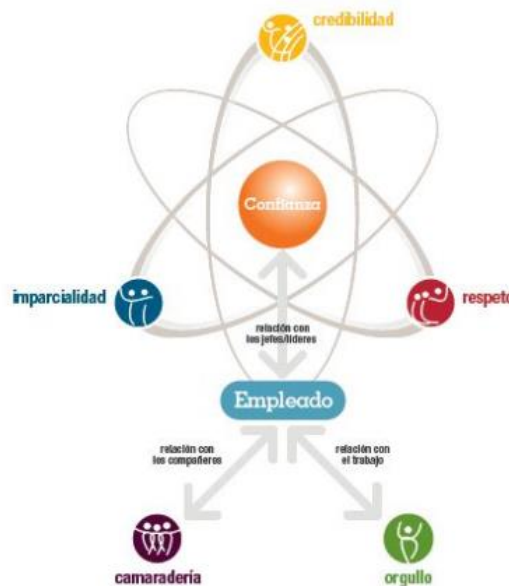 credibilidad
Confianza
imparcialidad
respeto
relación con
los jefes/líderes
Empleado
relación con
los compañeros
relación con
el trabajo
camaradería
orgullo